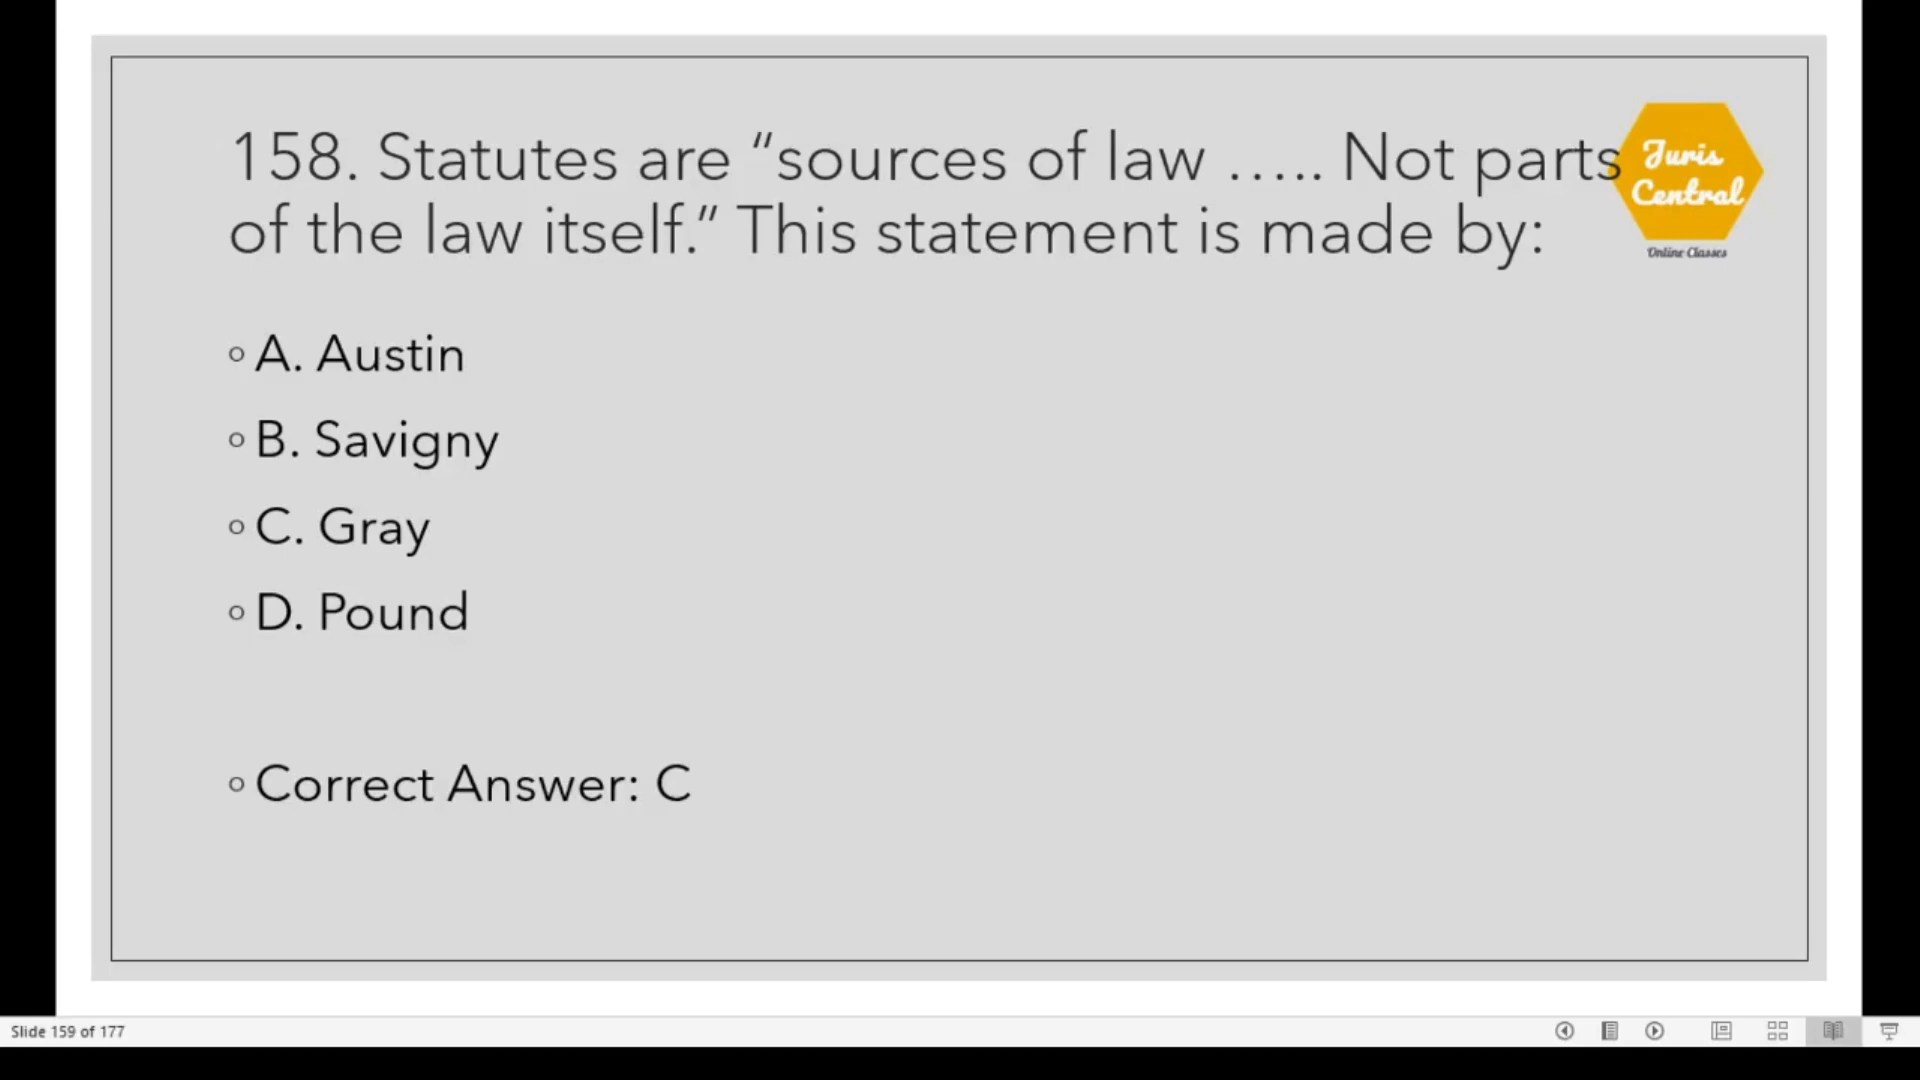 158. Statutes are “sources of law ….. Not parts
of the law itself.” This statement is made by:
Juris
Central
Online Classes
A. Austin
B. Savigny
C. Gray
D. Pound
Correct Answer: C
Slide 159 of 177